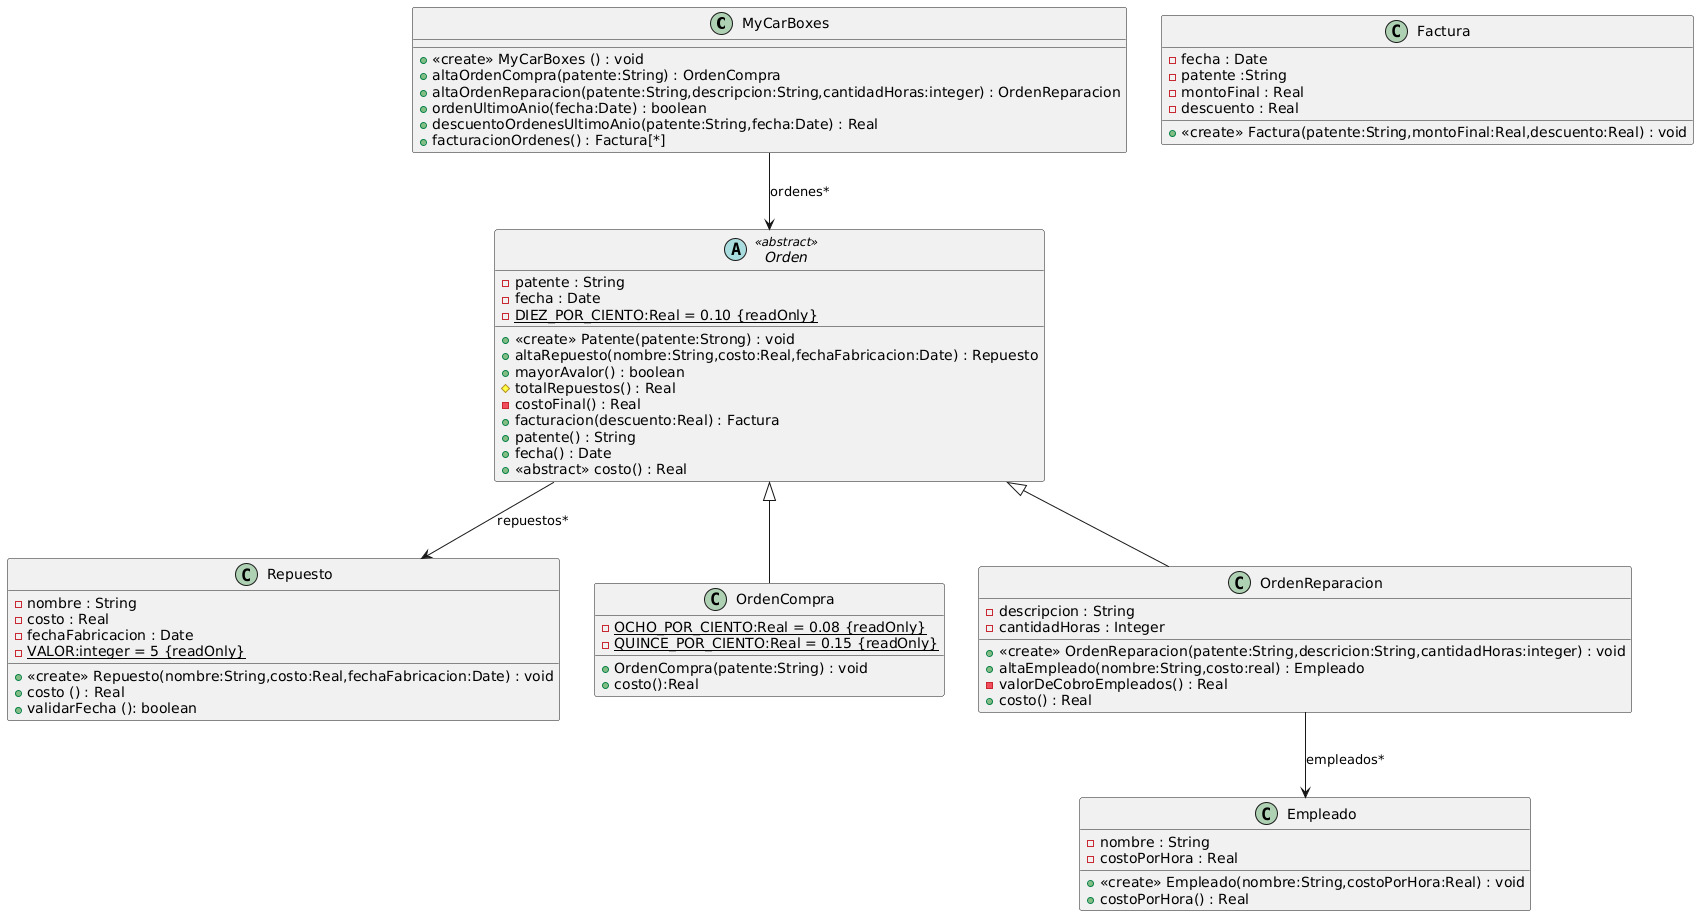 C MyCarBoxes
«create» MyCarBoxes () : void
altaOrdenCompra(patente:String) : OrdenCompra
altaOrdenReparacion(patente:String,descripcion:String,cantidadHoras:integer) : OrdenReparacion
ordenUltimoAnio(fecha:Date) : boolean
descuentoOrdenesUltimoAnio(patente:String,fecha:Date) : Real
facturacionOrdenes() : Factura[*]
C Factura
fecha : Date
patente :String
montoFinal : Real
descuento : Real
«create» Factura(patente:String,montoFinal:Real,descuento:Real) : void
ordenes*
A «abstract»
Orden
patente : String
fecha : Date
DIEZ_POR_CIENTO:Real = 0.10 {readOnly}
«create» Patente(patente:Strong) : void
altaRepuesto(nombre:String,costo:Real,fechaFabricacion:Date) : Repuesto
mayorAvalor() : boolean
totalRepuestos() : Real
costoFinal() : Real
facturacion(descuento:Real) : Factura
patente() : String
fecha() : Date
«abstract» costo() : Real
repuestos*
C Repuesto
nombre : String
costo : Real
fechaFabricacion : Date
VALOR:integer = 5 {readOnly}
«create» Repuesto(nombre:String,costo:Real,fechaFabricacion:Date) : void
costo () : Real
validarFecha (): boolean
C OrdenCompra
OCHO_POR_CIENTO:Real = 0.08 {readOnly}
QUINCE_POR_CIENTO:Real = 0.15 {readOnly}
OrdenCompra(patente:String) : void
costo():Real
C OrdenReparacion
descripcion : String
cantidadHoras : Integer
«create» OrdenReparacion(patente:String,descricion:String,cantidadHoras:integer) : void
altaEmpleado(nombre:String,costo:real) : Empleado
valorDeCobroEmpleados() : Real
costo() : Real
empleados*
C Empleado
nombre : String
costoPorHora : Real
«create» Empleado(nombre:String,costoPorHora:Real) : void
costoPorHora() : Real